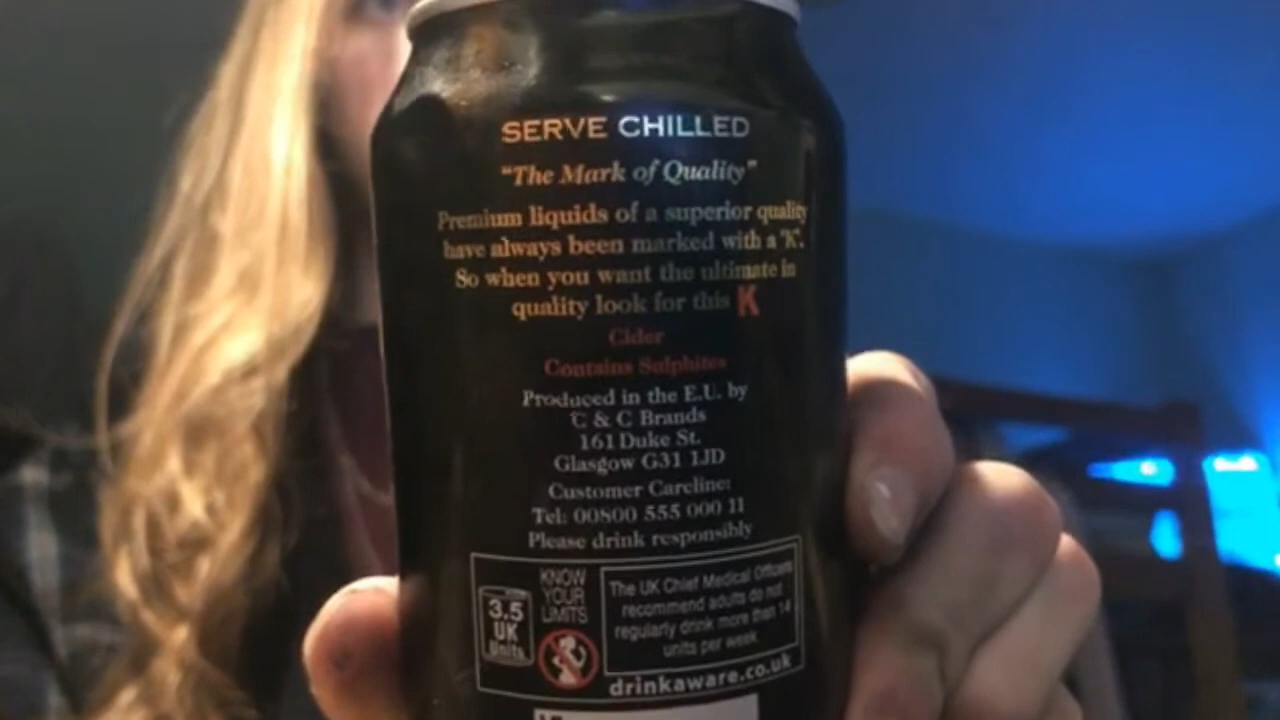 SERVE CHILLED
“The Mark of Quality”
Premium liquids of a superior quality
have always been marked with a 'K'.
So when you want the ultimate in
quality look for this K
Cider
Contains Sulphites
Produced in the E.U. by
C & C Brands
161 Duke St.
Glasgow G31 1JD
Customer Careline:
Tel: 00800 555 000 11
Please drink responsibly
3.5
UK
Units
KNOW
YOUR
LIMITS
The UK Chief Medical Officers
recommend adults do not
regularly drink more than 14
units per week
drinkaware.co.uk